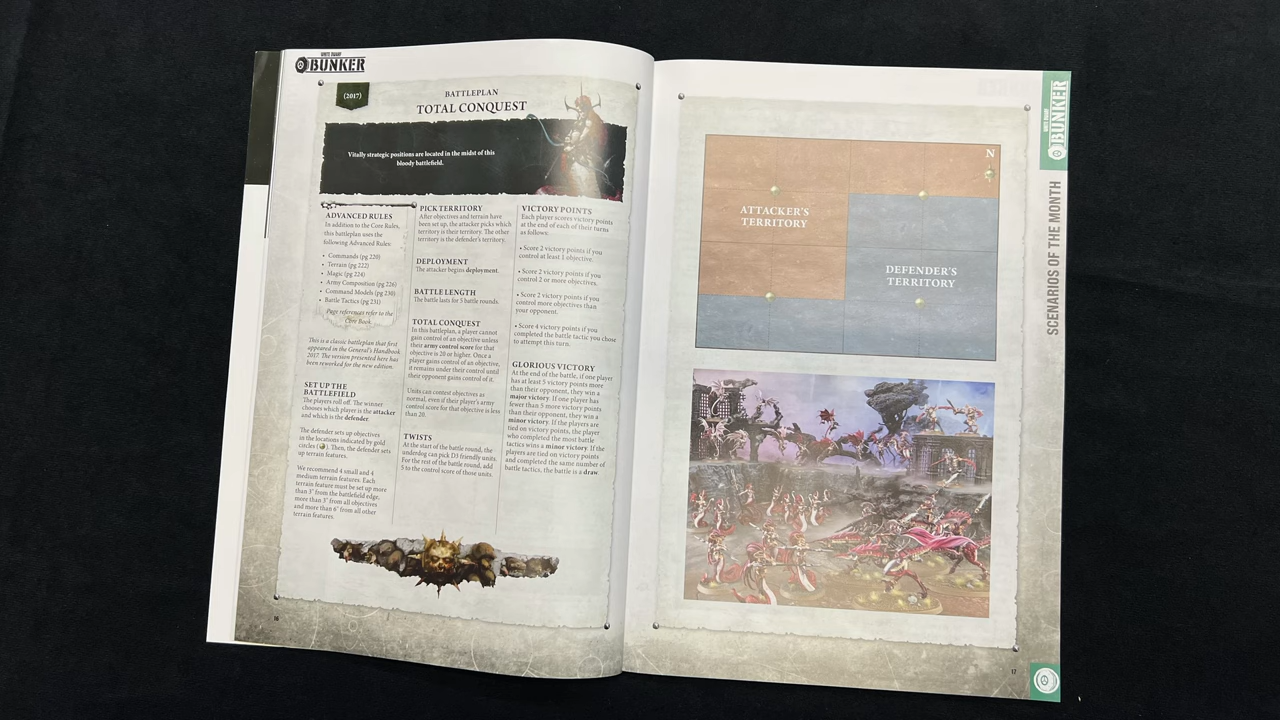 WHITE DWARF
BUNKER
(2017)
BATTLEPLAN
TOTAL CONQUEST
Vitally strategic positions are located in the midst of this
bloody battlefield.
ADVANCED RULES
In addition to the Core Rules,
this battleplan uses the
following Advanced Rules:
• Commands (pg 220)
• Terrain (pg 222)
• Magic (pg 224)
• Army Composition (pg 226)
• Command Models (pg 230)
• Battle Tactics (pg 231)
Page references refer to the
Core Book.
This is a classic battleplan that first
appeared in the General's Handbook
2017. The version presented here has
been reworked for the new edition.
SET UP THE
BATTLEFIELD
The players roll off. The winner
chooses which player is the attacker
and which is the defender.
The defender sets up objectives
in the locations indicated by gold
circles ( ). Then, the defender sets
up terrain features.
We recommend 4 small and 4
medium terrain features. Each
terrain feature must be set up more
than 3" from the battlefield edge,
more than 3" from all objectives
and more than 6" from all other
terrain features.
PICK TERRITORY
After objectives and terrain have
been set up, the attacker picks which
territory is their territory. The other
territory is the defender's territory.
DEPLOYMENT
The attacker begins deployment.
BATTLE LENGTH
The battle lasts for 5 battle rounds.
TOTAL CONQUEST
In this battleplan, a player cannot
gain control of an objective unless
their army control score for that
objective is 20 or higher. Once a
player gains control of an objective,
it remains under their control until
their opponent gains control of it.
Units can contest objectives as
normal, even if their player's army
control score for that objective is less
than 20.
TWISTS
At the start of the battle round, the
underdog can pick D3 friendly units.
For the rest of the battle round, add
5 to the control score of those units.
VICTORY POINTS
Each player scores victory points
at the end of each of their turns
as follows:
• Score 2 victory points if you
control at least 1 objective.
• Score 2 victory points if you
control 2 or more objectives.
• Score 2 victory points if you
control more objectives than
your opponent.
• Score 4 victory points if you
completed the battle tactic you chose
to attempt this turn.
GLORIOUS VICTORY
At the end of the battle, if one player
has at least 5 victory points more
than their opponent, they win a
major victory. If one player has
fewer than 5 more victory points
than their opponent, they win a
minor victory. If the players are
tied on victory points, the player
who completed the most battle
tactics wins a minor victory. If the
players are tied on victory points
and completed the same number of
battle tactics, the battle is a draw.
16
N
ATTACKER'S
TERRITORY
DEFENDER'S
TERRITORY
WHITE DWARF
BUNKER
SCENARIOS OF THE MONTH
17